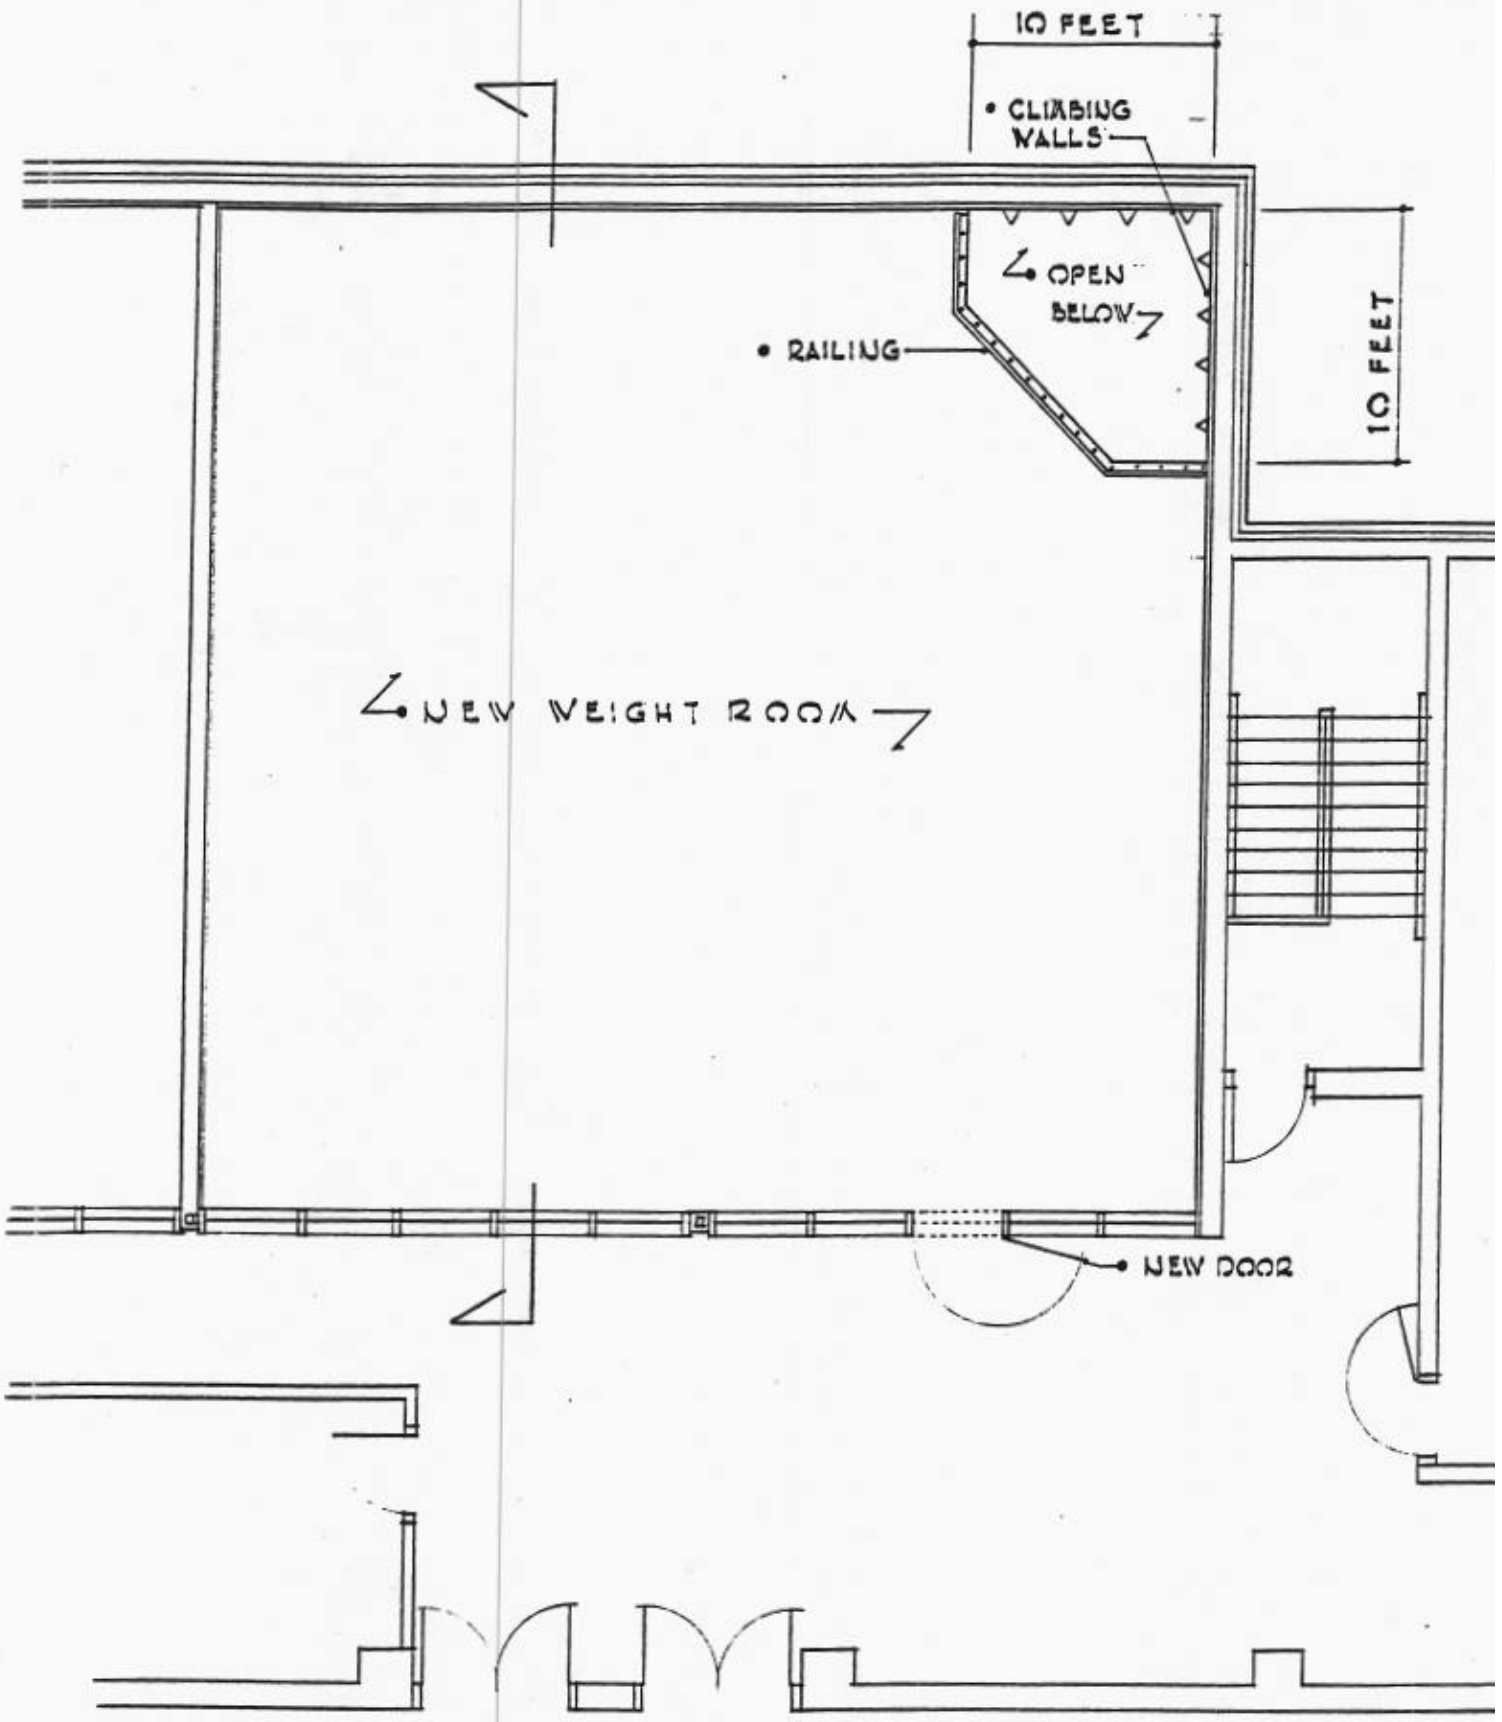 10 FEET
• CLIMBING
WALLS
OPEN
BELOW
• RAILING
10 FEET
NEW WEIGHT ROOM
• NEW DOOR